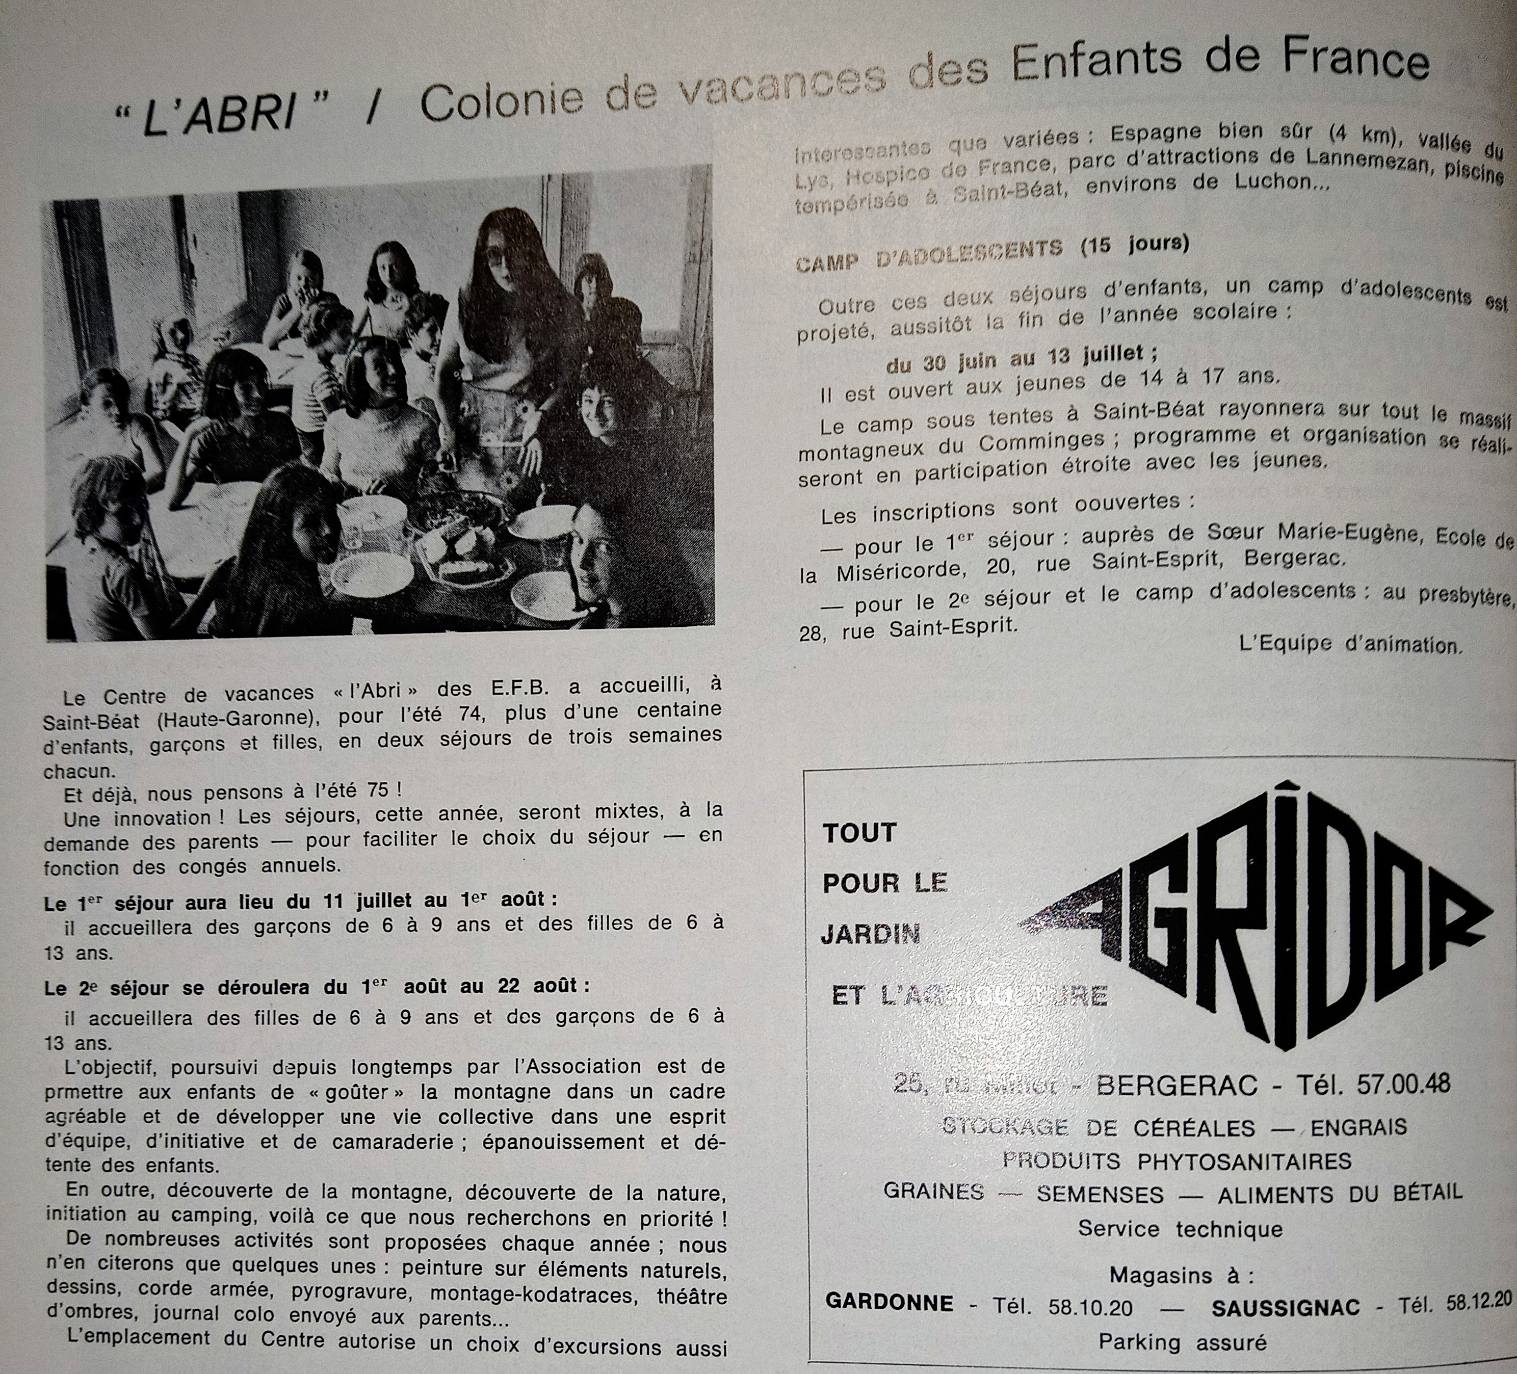 “ L’ABRI ” / Colonie de vacances des Enfants de France
Le Centre de vacances « l’Abri » des E.F.B. a accueilli, à
Saint-Béat (Haute-Garonne), pour l’été 74, plus d’une centaine
d’enfants, garçons et filles, en deux séjours de trois semaines
chacun.
Et déjà, nous pensons à l’été 75 !
Une innovation ! Les séjours, cette année, seront mixtes, à la
demande des parents — pour faciliter le choix du séjour — en
fonction des congés annuels.
Le 1er séjour aura lieu du 11 juillet au 1er août :
il accueillera des garçons de 6 à 9 ans et des filles de 6 à
13 ans.
Le 2e séjour se déroulera du 1er août au 22 août :
il accueillera des filles de 6 à 9 ans et des garçons de 6 à
13 ans.
L’objectif, poursuivi depuis longtemps par l’Association est de
prmettre aux enfants de « goûter » la montagne dans un cadre
agréable et de développer une vie collective dans une esprit
d’équipe, d’initiative et de camaraderie ; épanouissement et dé-
tente des enfants.
En outre, découverte de la montagne, découverte de la nature,
initiation au camping, voilà ce que nous recherchons en priorité !
De nombreuses activités sont proposées chaque année ; nous
n’en citerons que quelques unes : peinture sur éléments naturels,
dessins, corde armée, pyrogravure, montage-kodatraces, théâtre
d’ombres, journal colo envoyé aux parents...
L’emplacement du Centre autorise un choix d’excursions aussi
interessantes que variées : Espagne bien sûr (4 km), vallée du
Lys, Hospice de France, parc d’attractions de Lannemezan, piscine
tempérisée à Saint-Béat, environs de Luchon...
CAMP D’ADOLESCENTS (15 jours)
Outre ces deux séjours d’enfants, un camp d’adolescents est
projeté, aussitôt la fin de l’année scolaire :
du 30 juin au 13 juillet ;
Il est ouvert aux jeunes de 14 à 17 ans.
Le camp sous tentes à Saint-Béat rayonnera sur tout le massif
montagneux du Comminges ; programme et organisation se réali-
seront en participation étroite avec les jeunes.
Les inscriptions sont oouvertes :
— pour le 1er séjour : auprès de Sœur Marie-Eugène, Ecole de
la Miséricorde, 20, rue Saint-Esprit, Bergerac.
— pour le 2e séjour et le camp d’adolescents : au presbytère,
28, rue Saint-Esprit.
L’Equipe d’animation.
TOUT
POUR LE
JARDIN
ET L’AGRICULTURE
AGRÎDOR
25, - BERGERAC - Tél. 57.00.48
STOCKAGE DE CÉRÉALES — ENGRAIS
PRODUITS PHYTOSANITAIRES
GRAINES — SEMENSES — ALIMENTS DU BÉTAIL
Service technique
Magasins à :
GARDONNE - Tél. 58.10.20 — SAUSSIGNAC - Tél. 58.12.20
Parking assuré